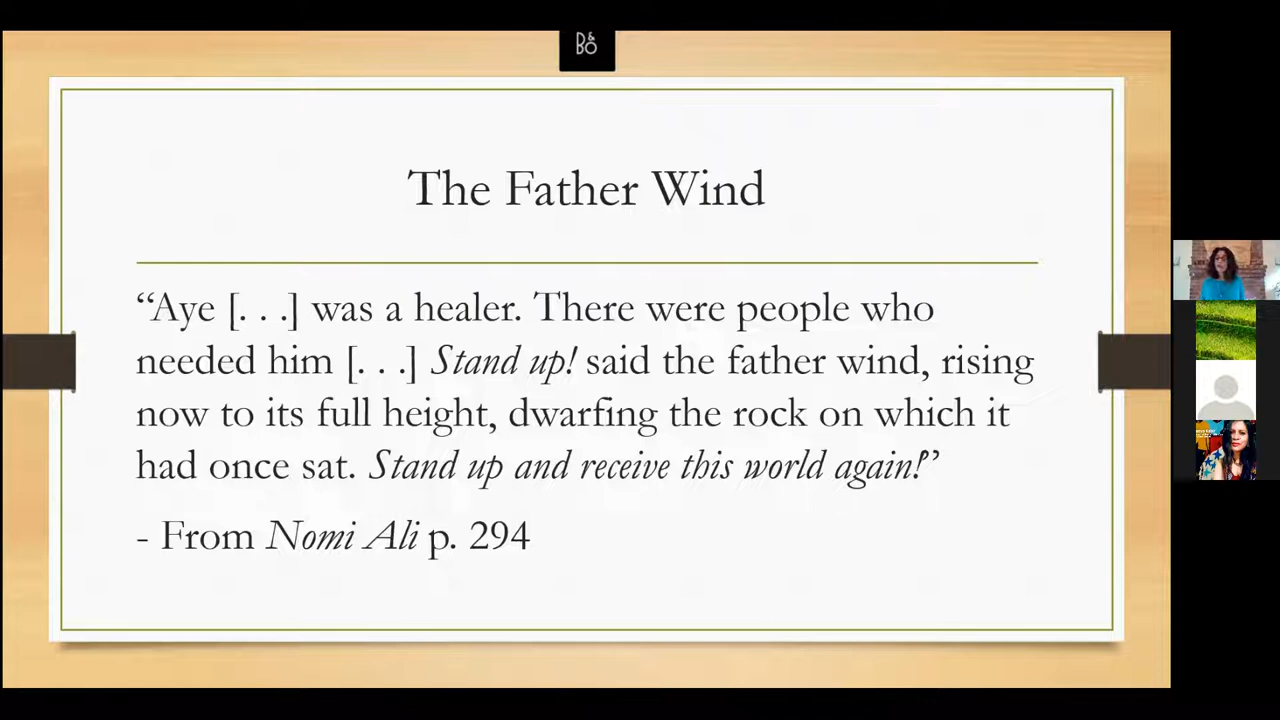 B&O
The Father Wind
“Aye [. . .] was a healer. There were people who
needed him [. . .] Stand up! said the father wind, rising
now to its full height, dwarfing the rock on which it
had once sat. Stand up and receive this world again!”
- From Nomi Ali p. 294